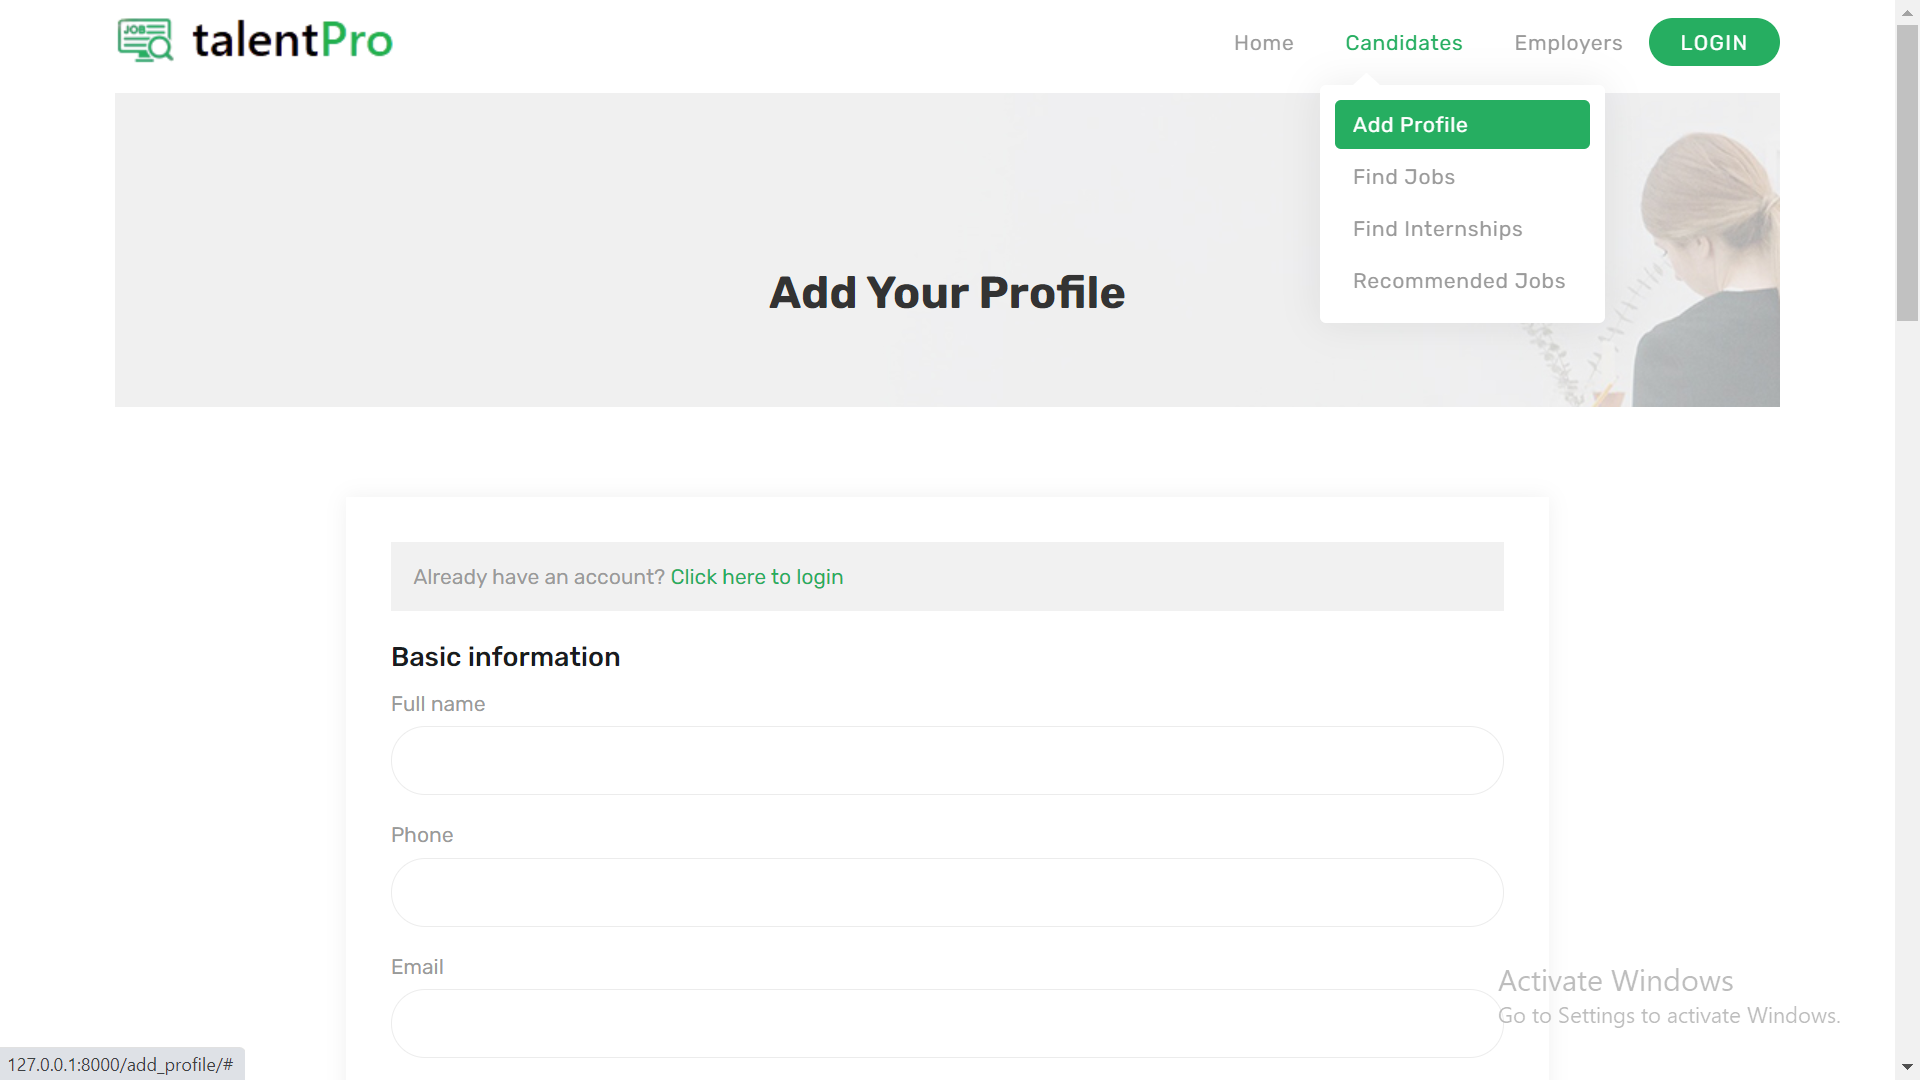 JOB
talentPro
Home
Candidates
Employers
LOGIN
Add Profile
Find Jobs
Find Internships
Recommended Jobs
Add Your Profile
Already have an account? Click here to login
Basic information
Full name
Phone
Email
Activate Windows
Go to Settings to activate Windows.
127.0.0.1:8000/add_profile/#